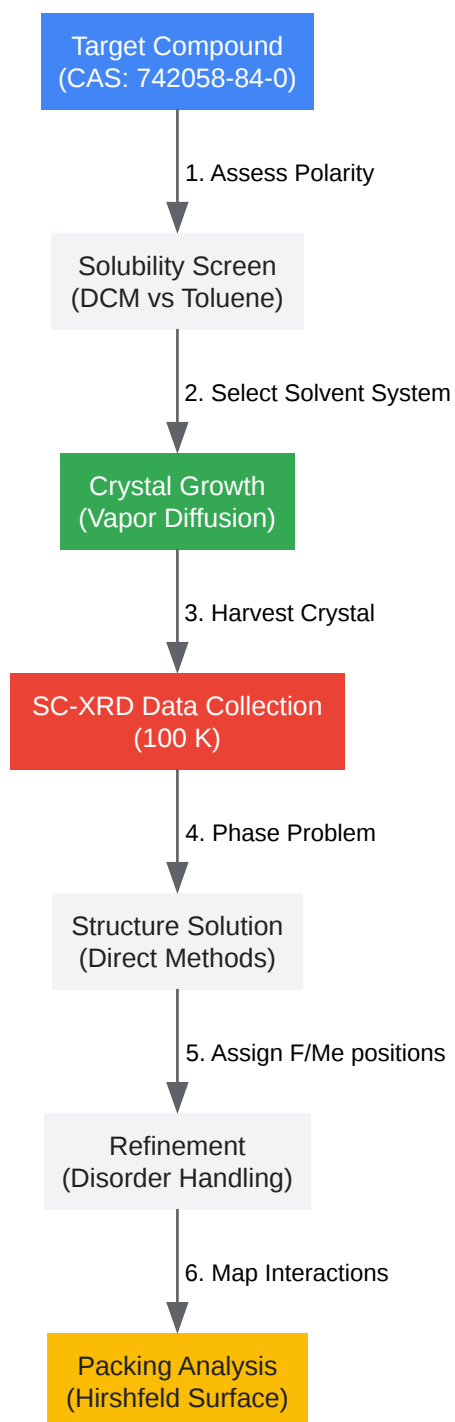 Target Compound
(CAS: 742058-84-0)
1. Assess Polarity
Solubility Screen
(DCM vs Toluene)
2. Select Solvent System
Crystal Growth
(Vapor Diffusion)
3. Harvest Crystal
SC-XRD Data Collection
(100 K)
4. Phase Problem
Structure Solution
(Direct Methods)
5. Assign F/Me positions
Refinement
(Disorder Handling)
6. Map Interactions
Packing Analysis
(Hirshfeld Surface)